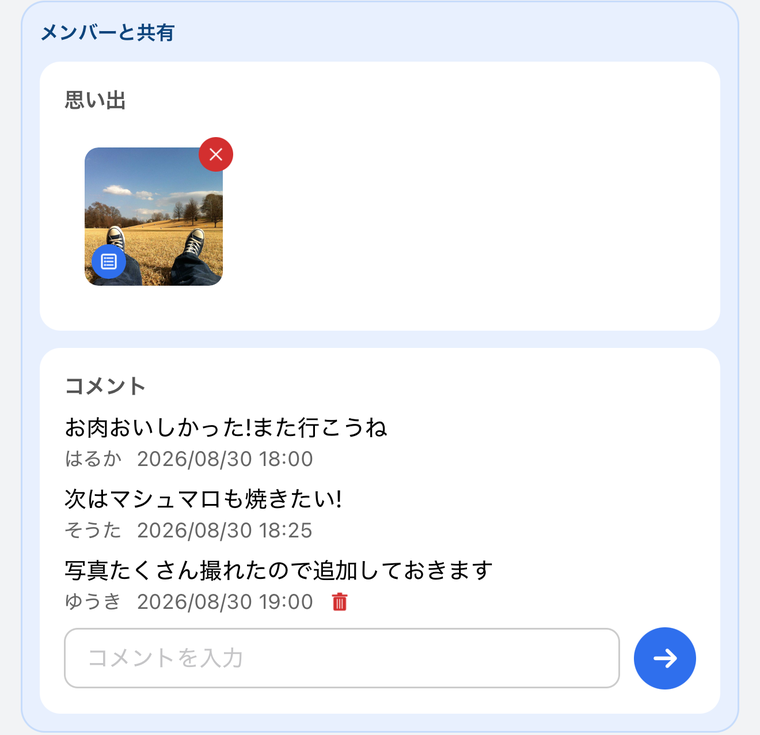 メンバーと共有
思い出
コメント
お肉おいしかった!また行こうね
はるか 2026/08/30 18:00
次はマシュマロも焼きたい!
そうた 2026/08/30 18:25
写真たくさん撮れたので追加しておきます
ゆうき 2026/08/30 19:00
コメントを入力